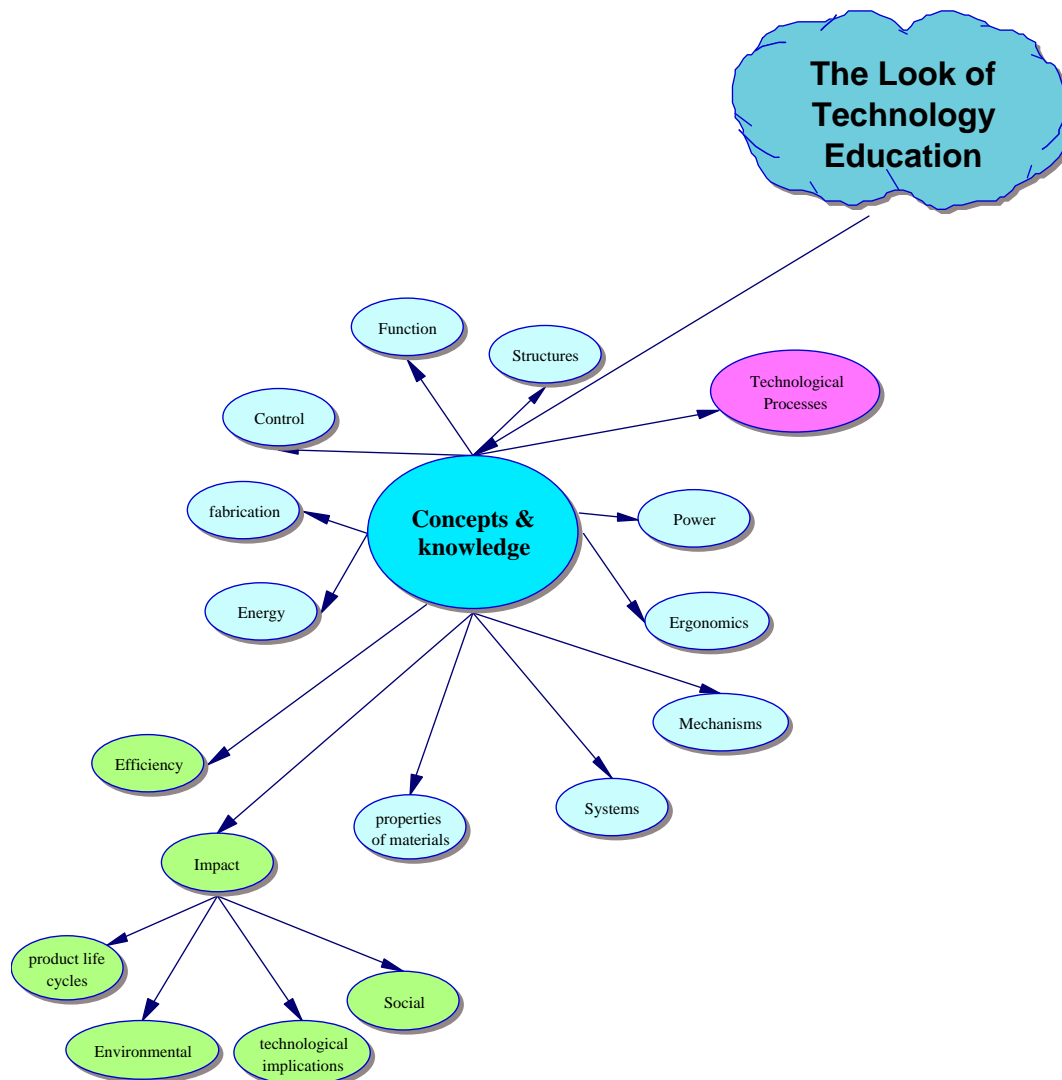 The Look of
Technology
Education
Function
Structures
Technological
Processes
Control
fabrication
Concepts &
knowledge
Power
Energy
Ergonomics
Mechanisms
Efficiency
properties
of materials
Systems
Impact
product life
cycles
Social
Environmental
technological
implications